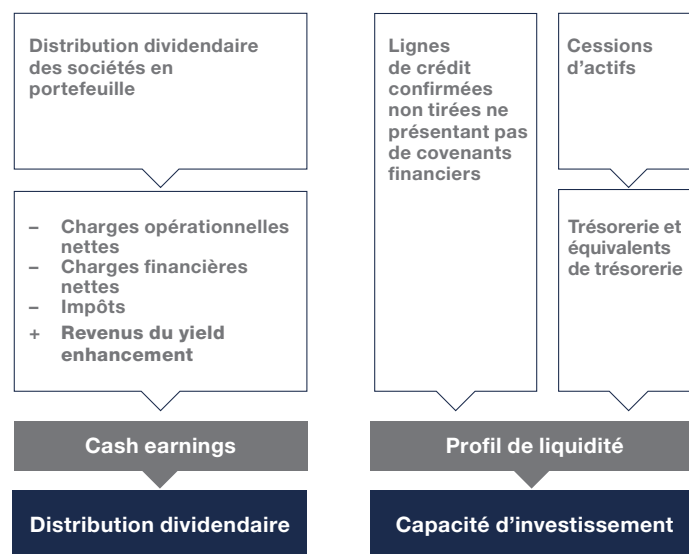 Distribution dividendaire
des sociétés en
portefeuille
– Charges opérationnelles
nettes
– Charges financières
nettes
– Impôts
+ Revenus du yield
enhancement
Cash earnings
Distribution dividendaire
Lignes
de crédit
confirmées
non tirées ne
présentant pas
de covenants
financiers
Cessions
d’actifs
Trésorerie et
équivalents
de trésorerie
Profil de liquidité
Capacité d’investissement